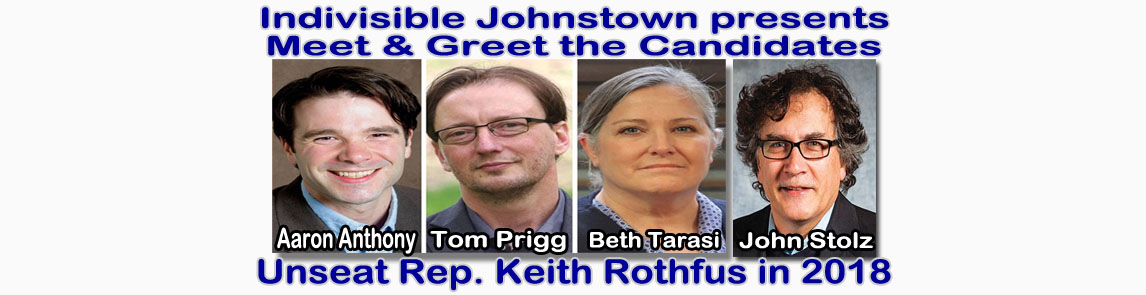 Indivisible Johnstown presents
Meet & Greet the Candidates
Aaron Anthony Tom Prigg Beth Tarasi John Stolz
Unseat Rep. Keith Rothfus in 2018